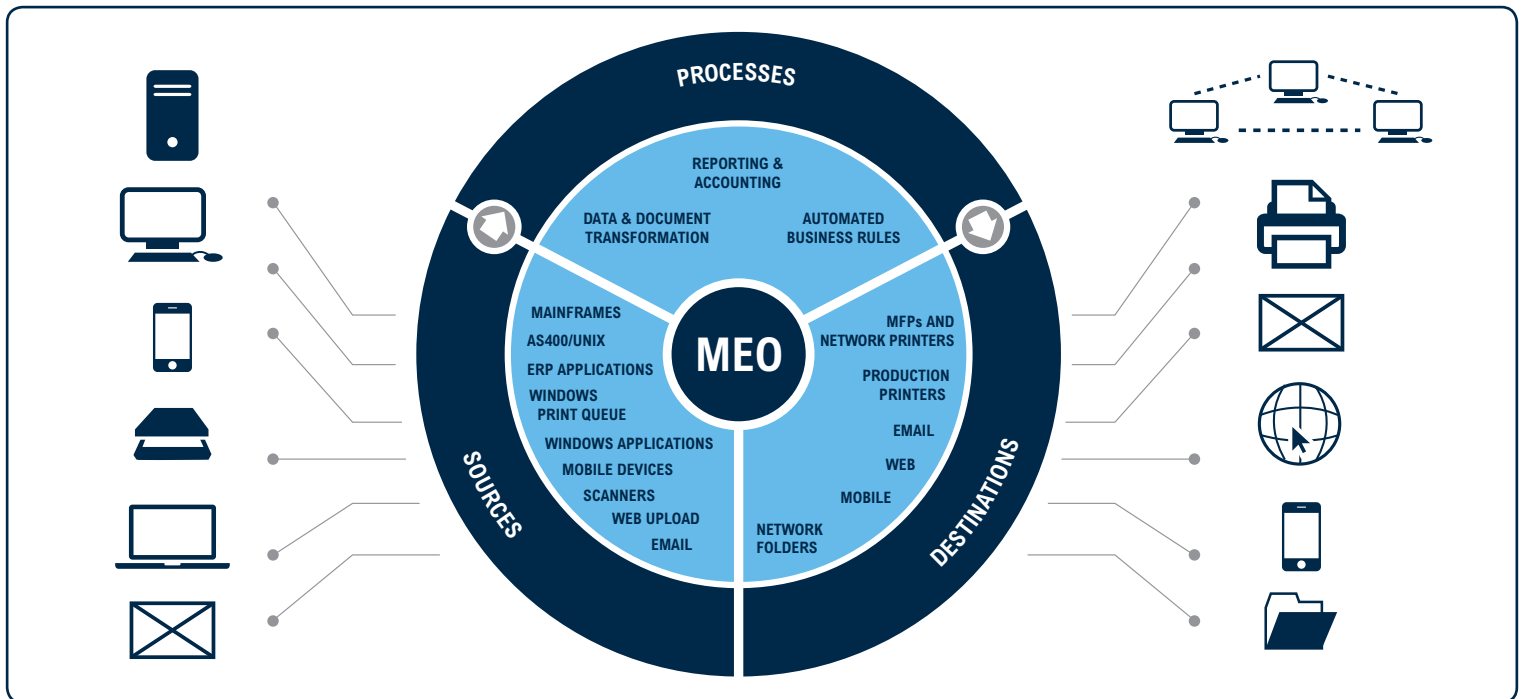 PROCESSES
REPORTING &
ACCOUNTING
DATA & DOCUMENT
TRANSFORMATION
AUTOMATED
BUSINESS RULES
MEO
SOURCES
MAINFRAMES
AS400/UNIX
ERP APPLICATIONS
WINDOWS
PRINT QUEUE
WINDOWS APPLICATIONS
MOBILE DEVICES
SCANNERS
WEB UPLOAD
EMAIL
DESTINATIONS
MFPs AND
NETWORK PRINTERS
PRODUCTION
PRINTERS
EMAIL
WEB
MOBILE
NETWORK
FOLDERS